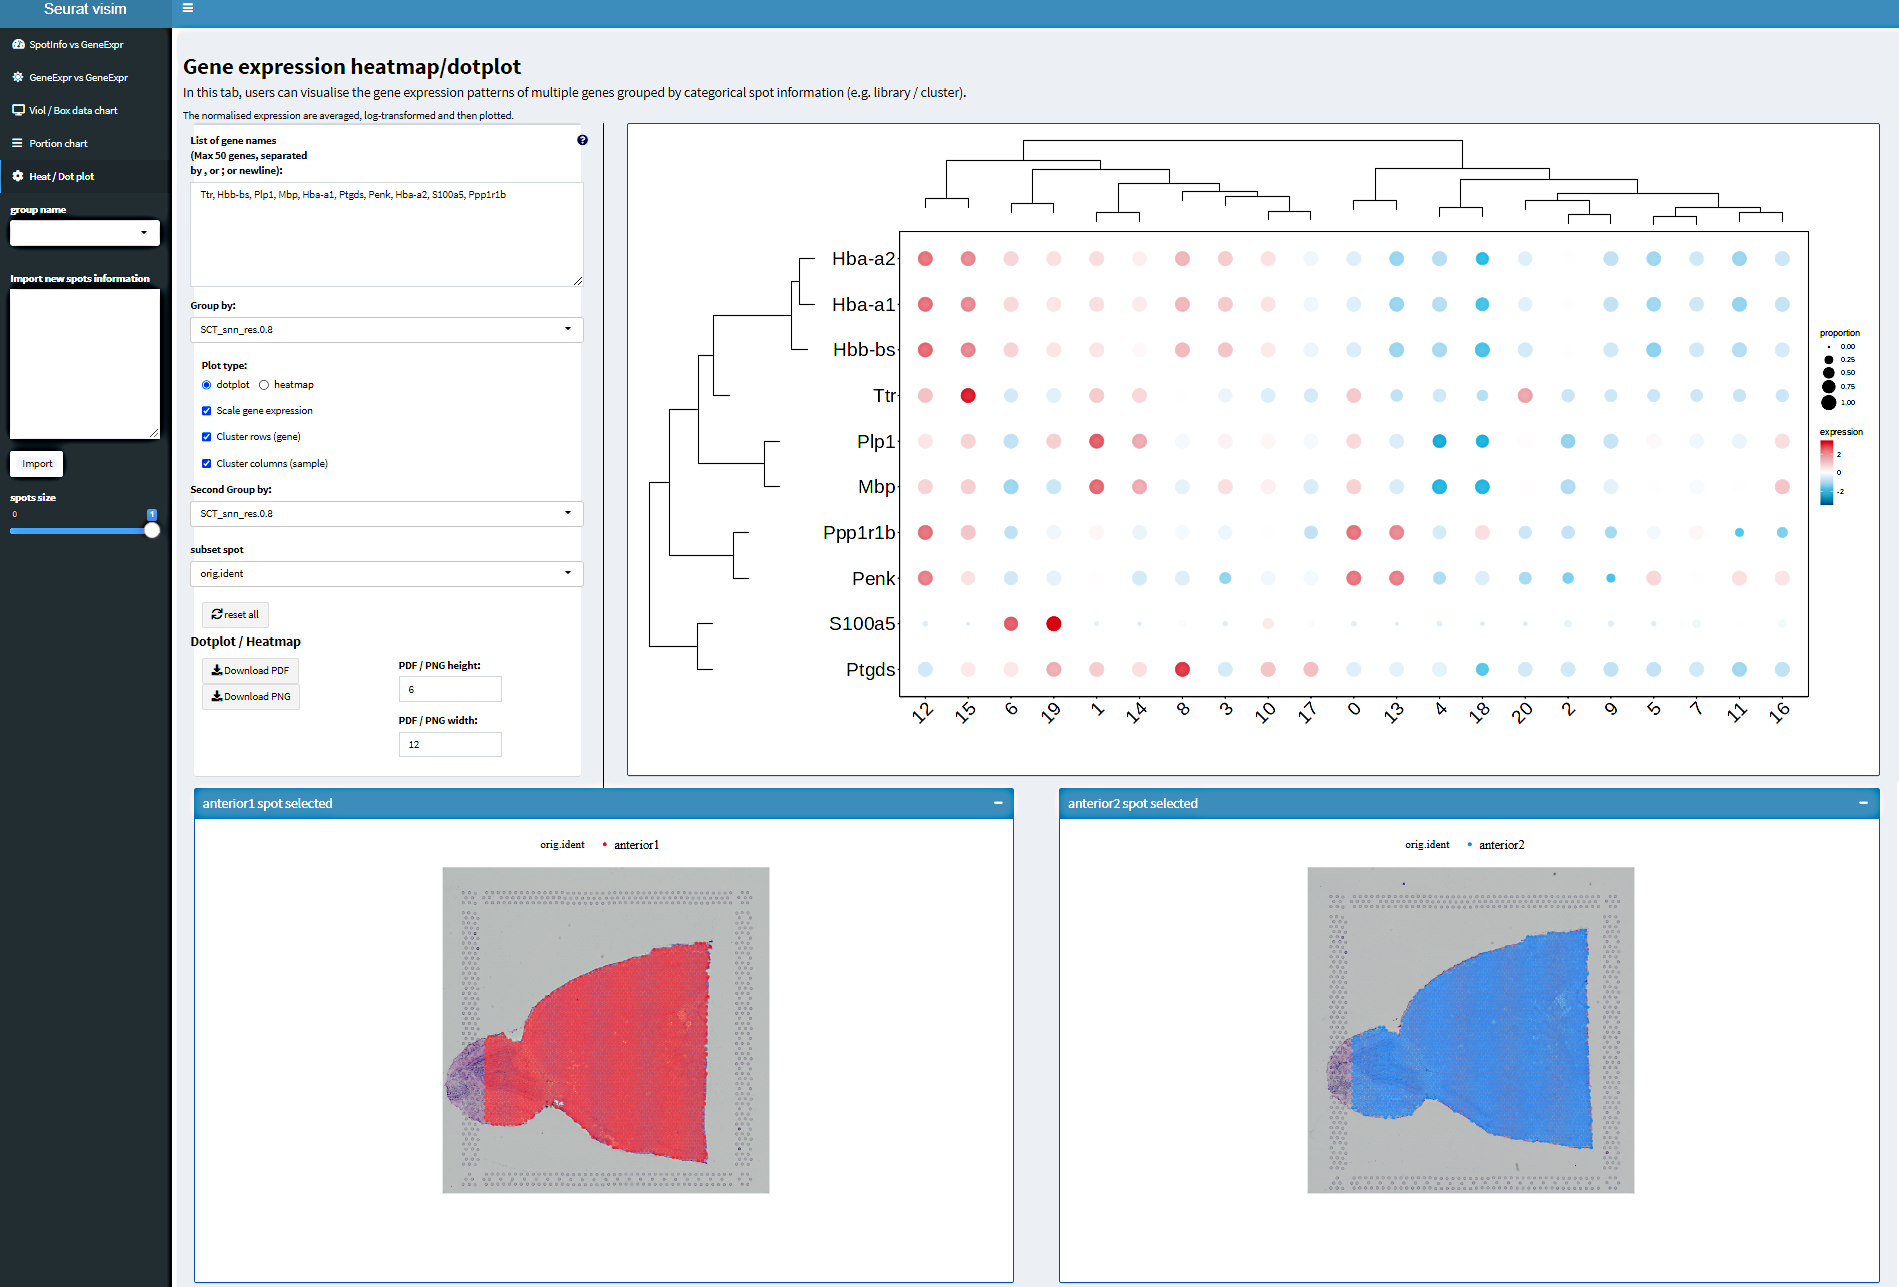 Seurat visim
SpotInfo vs GeneExpr
GeneExpr vs GeneExpr
Viol / Box data chart
Portion chart
Heat / Dot plot
group name
Import new spots information
Import
spots size
0
1
Gene expression heatmap/dotplot
In this tab, users can visualise the gene expression patterns of multiple genes grouped by categorical spot information (e.g. library / cluster).
The normalised expression are averaged, log-transformed and then plotted.
List of gene names
(Max 50 genes, separated
by , or ; or newline):
?
Ttr, Hbb-bs, Plp1, Mbp, Hba-a1, Ptgds, Penk, Hba-a2, S100a5, Ppp1r1b
Group by:
SCT_snn_res.0.8
Plot type:
dotplot heatmap
Scale gene expression
Cluster rows (gene)
Cluster columns (sample)
Second Group by:
SCT_snn_res.0.8
subset spot
orig.ident
reset all
Dotplot / Heatmap
Download PDF
Download PNG
PDF / PNG height:
6
PDF / PNG width:
12
Hba-a2
Hba-a1
Hbb-bs
Ttr
Plp1
Mbp
Ppp1r1b
Penk
S100a5
Ptgds
12 15 6 19 1 14 8 3 10 17 0 13 4 18 20 2 9 5 7 11 16
proportion
0.00
0.25
0.50
0.75
1.00
expression
2
0
-2
anterior1 spot selected
orig.ident anterior1
anterior2 spot selected
orig.ident anterior2